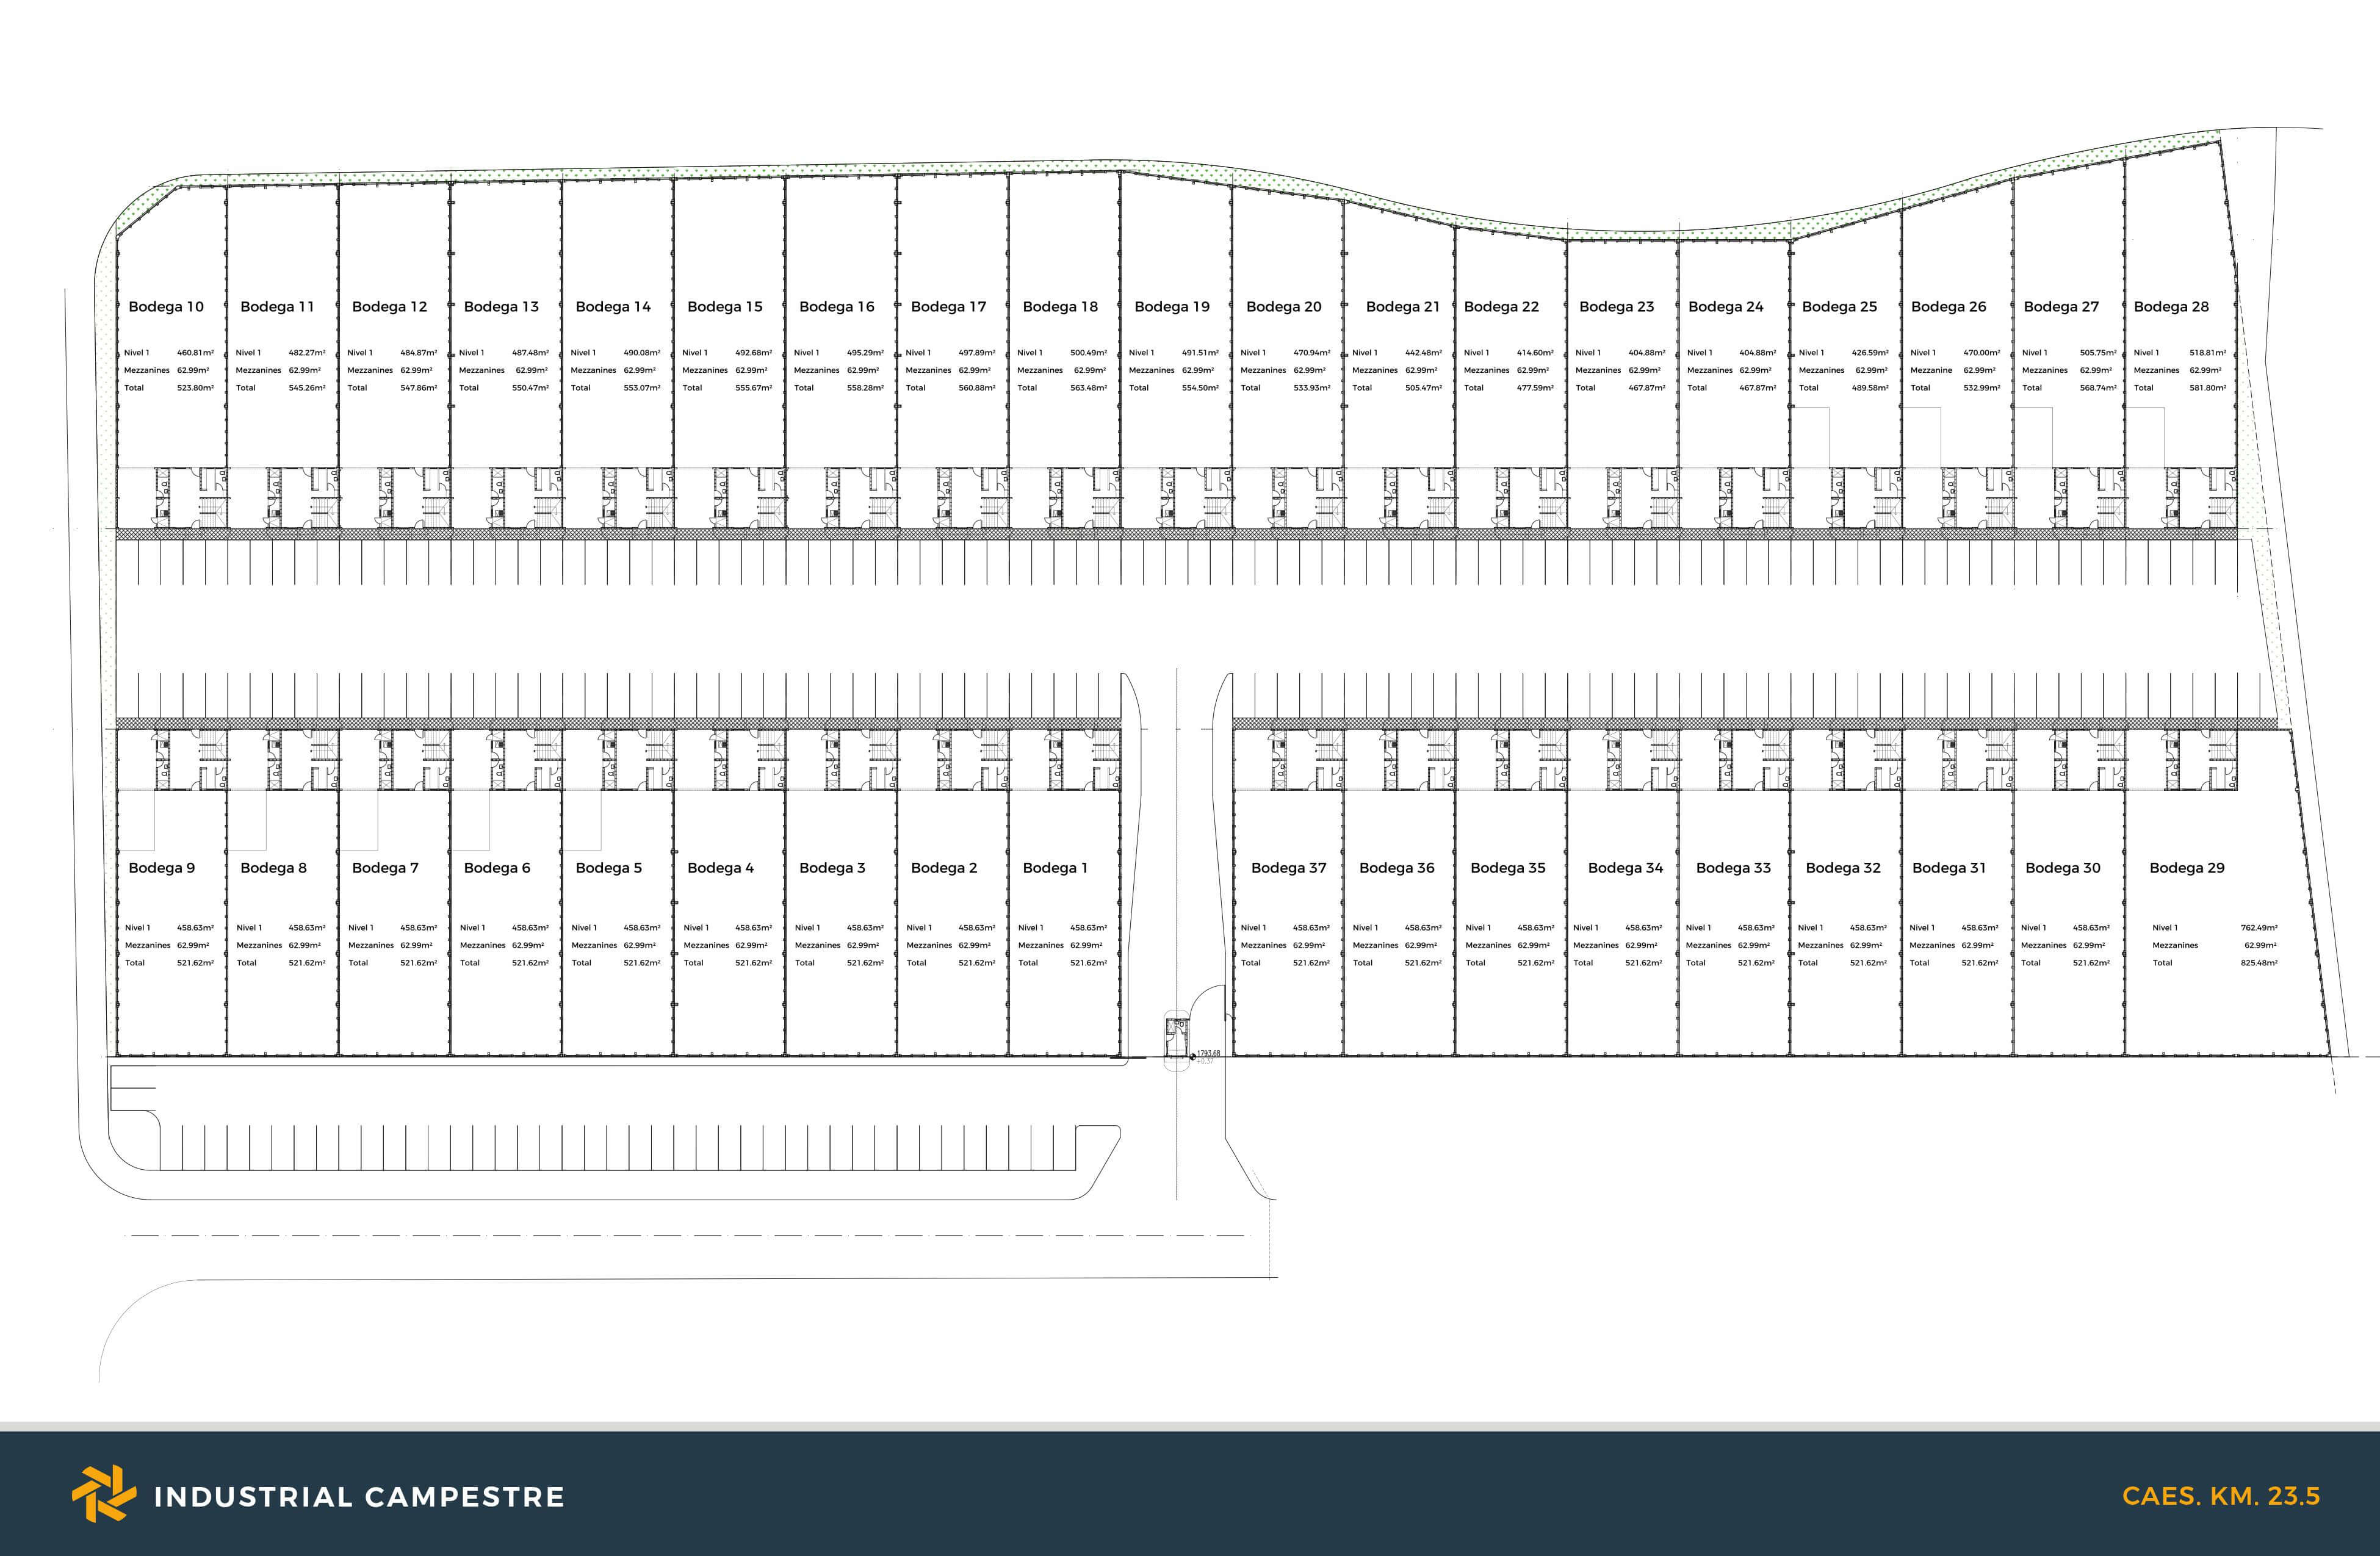 Bodega 10
Nivel 1 460.81m²
Mezzanines 62.99m²
Total 523.80m²
Bodega 11
Nivel 1 482.27m²
Mezzanines 62.99m²
Total 545.26m²
Bodega 12
Nivel 1 484.87m²
Mezzanines 62.99m²
Total 547.86m²
Bodega 13
Nivel 1 487.48m²
Mezzanines 62.99m²
Total 550.47m²
Bodega 14
Nivel 1 490.08m²
Mezzanines 62.99m²
Total 553.07m²
Bodega 15
Nivel 1 492.68m²
Mezzanines 62.99m²
Total 555.67m²
Bodega 16
Nivel 1 495.29m²
Mezzanines 62.99m²
Total 558.28m²
Bodega 17
Nivel 1 497.89m²
Mezzanines 62.99m²
Total 560.88m²
Bodega 18
Nivel 1 500.49m²
Mezzanines 62.99m²
Total 563.48m²
Bodega 19
Nivel 1 491.51m²
Mezzanines 62.99m²
Total 554.50m²
Bodega 20
Nivel 1 470.94m²
Mezzanines 62.99m²
Total 533.93m²
Bodega 21
Nivel 1 442.48m²
Mezzanines 62.99m²
Total 505.47m²
Bodega 22
Nivel 1 414.60m²
Mezzanines 62.99m²
Total 477.59m²
Bodega 23
Nivel 1 404.88m²
Mezzanines 62.99m²
Total 467.87m²
Bodega 24
Nivel 1 404.88m²
Mezzanines 62.99m²
Total 467.87m²
Bodega 25
Nivel 1 426.59m²
Mezzanines 62.99m²
Total 489.58m²
Bodega 26
Nivel 1 470.00m²
Mezzanine 62.99m²
Total 532.99m²
Bodega 27
Nivel 1 505.75m²
Mezzanines 62.99m²
Total 568.74m²
Bodega 28
Nivel 1 518.81m²
Mezzanines 62.99m²
Total 581.80m²
Bodega 9
Nivel 1 458.63m²
Mezzanines 62.99m²
Total 521.62m²
Bodega 8
Nivel 1 458.63m²
Mezzanines 62.99m²
Total 521.62m²
Bodega 7
Nivel 1 458.63m²
Mezzanines 62.99m²
Total 521.62m²
Bodega 6
Nivel 1 458.63m²
Mezzanines 62.99m²
Total 521.62m²
Bodega 5
Nivel 1 458.63m²
Mezzanines 62.99m²
Total 521.62m²
Bodega 4
Nivel 1 458.63m²
Mezzanines 62.99m²
Total 521.62m²
Bodega 3
Nivel 1 458.63m²
Mezzanines 62.99m²
Total 521.62m²
Bodega 2
Nivel 1 458.63m²
Mezzanines 62.99m²
Total 521.62m²
Bodega 1
Nivel 1 458.63m²
Mezzanines 62.99m²
Total 521.62m²
Bodega 37
Nivel 1 458.63m²
Mezzanines 62.99m²
Total 521.62m²
Bodega 36
Nivel 1 458.63m²
Mezzanines 62.99m²
Total 521.62m²
Bodega 35
Nivel 1 458.63m²
Mezzanines 62.99m²
Total 521.62m²
Bodega 34
Nivel 1 458.63m²
Mezzanines 62.99m²
Total 521.62m²
Bodega 33
Nivel 1 458.63m²
Mezzanines 62.99m²
Total 521.62m²
Bodega 32
Nivel 1 458.63m²
Mezzanines 62.99m²
Total 521.62m²
Bodega 31
Nivel 1 458.63m²
Mezzanines 62.99m²
Total 521.62m²
Bodega 30
Nivel 1 458.63m²
Mezzanines 62.99m²
Total 521.62m²
Bodega 29
Nivel 1 762.49m²
Mezzanines 62.99m²
Total 825.48m²
1793.68
+0.37
INDUSTRIAL CAMPESTRE
CAES. KM. 23.5